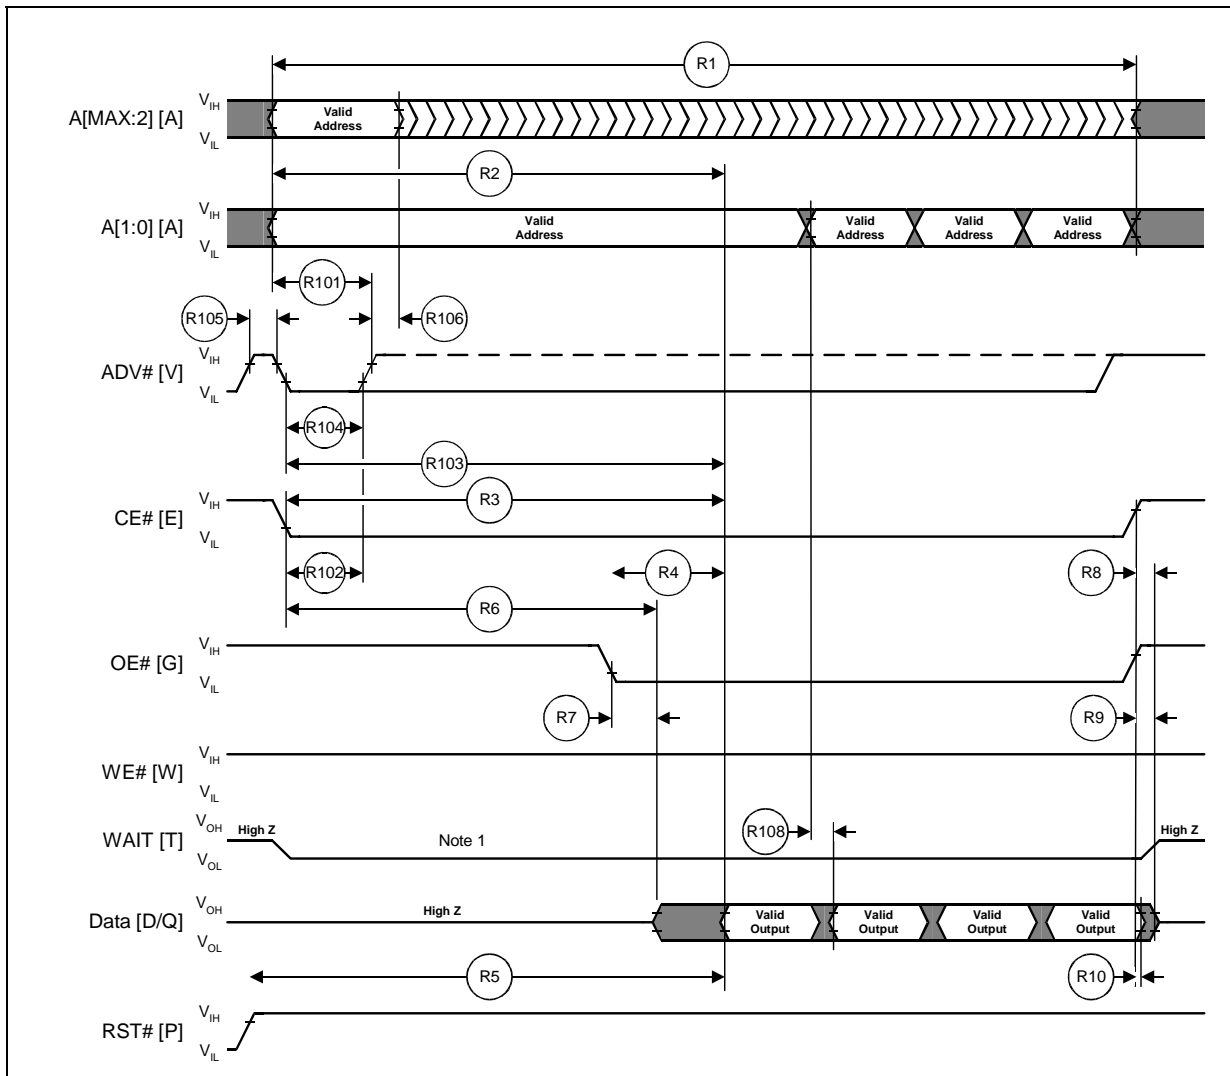 R1
V_IH
A[MAX:2] [A]
Valid
Address
V_IL
R2
V_IH
A[1:0] [A]
Valid
Address
Valid
Address
Valid
Address
Valid
Address
V_IL
R101
R105
R106
V_IH
ADV# [V]
V_IL
R104
R103
V_IH
R3
CE# [E]
V_IL
R102
R4
R8
R6
V_IH
OE# [G]
V_IL
R7
R9
V_IH
WE# [W]
V_IL
V_OH
High Z
WAIT [T]
Note 1
R108
High Z
V_OL
V_OH
High Z
Data [D/Q]
Valid
Output
Valid
Output
Valid
Output
Valid
Output
V_OL
R5
R10
V_IH
RST# [P]
V_IL